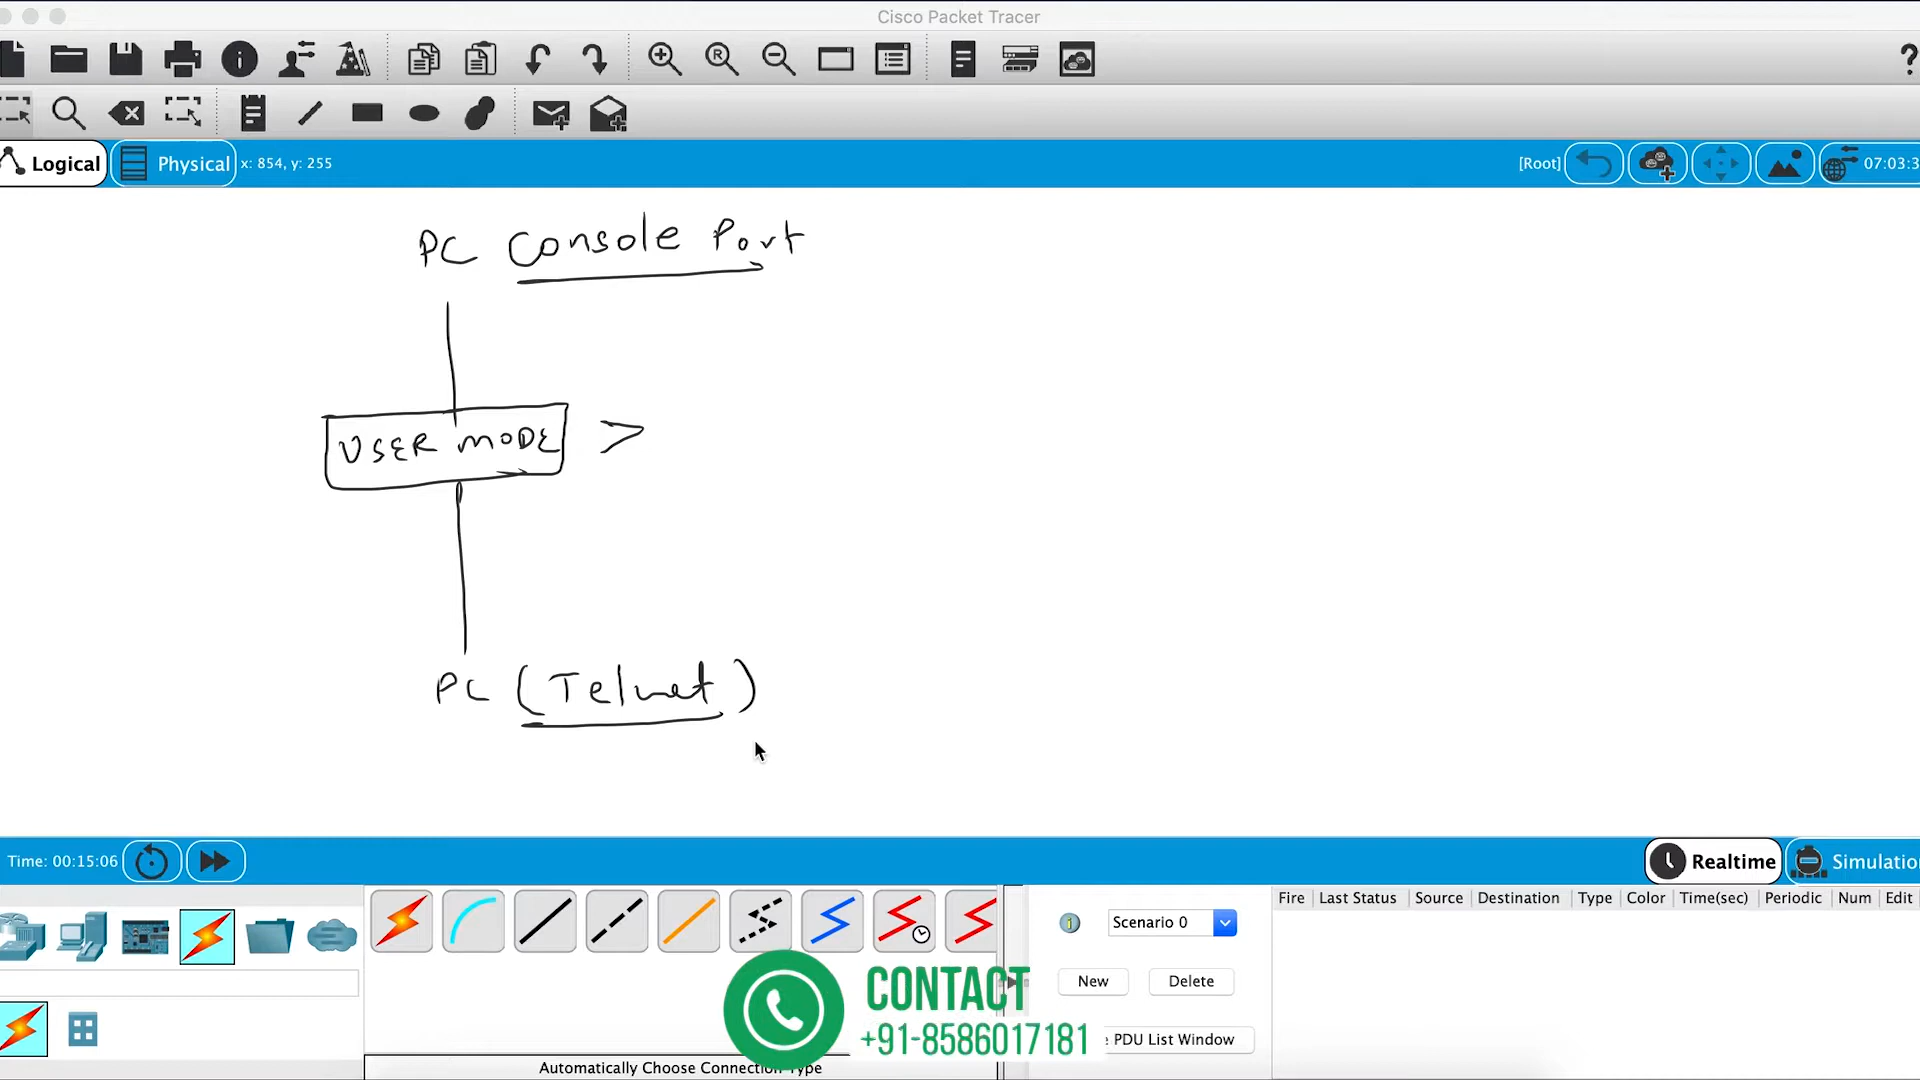 Cisco Packet Tracer
?
Logical Physical x: 854, y: 255 [Root] 07:03:3
PC Console Port
USER MODE >
PC (Telnet)
Time: 00:15:06 Realtime Simulatio
Fire Last Status Source Destination Type Color Time(sec) Periodic Num Edit
Scenario 0
New Delete
CONTACT
+91-8586017181
PDU List Window
Automatically Choose Connection Type